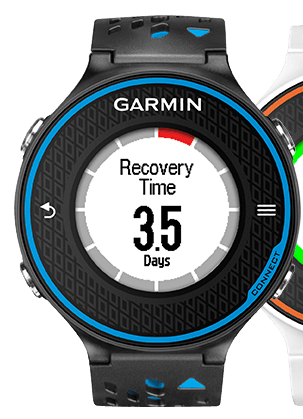 GARMIN
Recovery
Time
3.5
Days
CONNECT